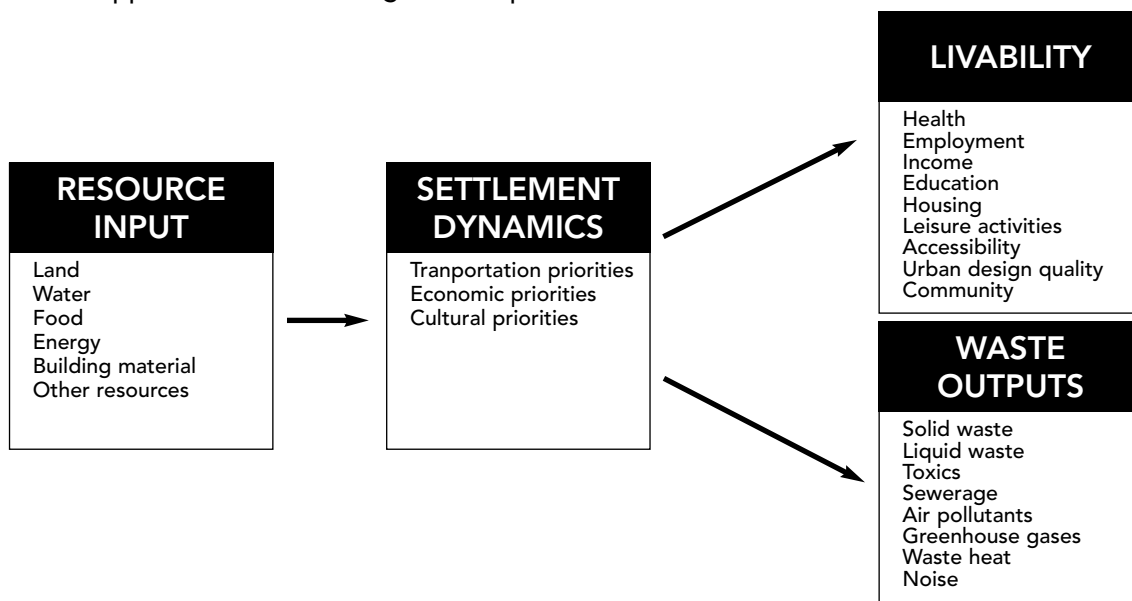 RESOURCE
INPUT
Land
Water
Food
Energy
Building material
Other resources
SETTLEMENT
DYNAMICS
Tranportation priorities
Economic priorities
Cultural priorities
LIVABILITY
Health
Employment
Income
Education
Housing
Leisure activities
Accessibility
Urban design quality
Community
WASTE
OUTPUTS
Solid waste
Liquid waste
Toxics
Sewerage
Air pollutants
Greenhouse gases
Waste heat
Noise